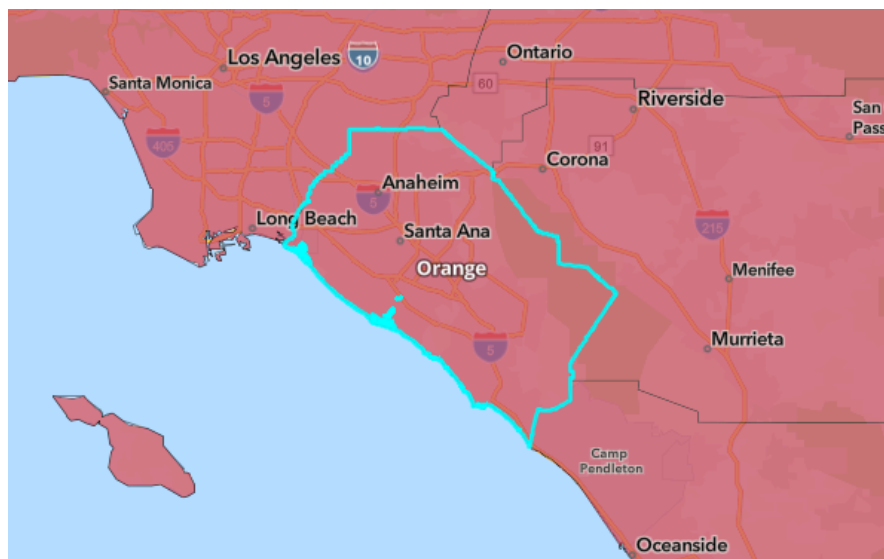 Los Angeles
10
Ontario
Santa Monica
60
5
Riverside
San
Pass
405
91
Corona
Anaheim
5
Long Beach
Santa Ana
215
Orange
Menifee
5
Murrieta
Camp
Pendleton
Oceanside